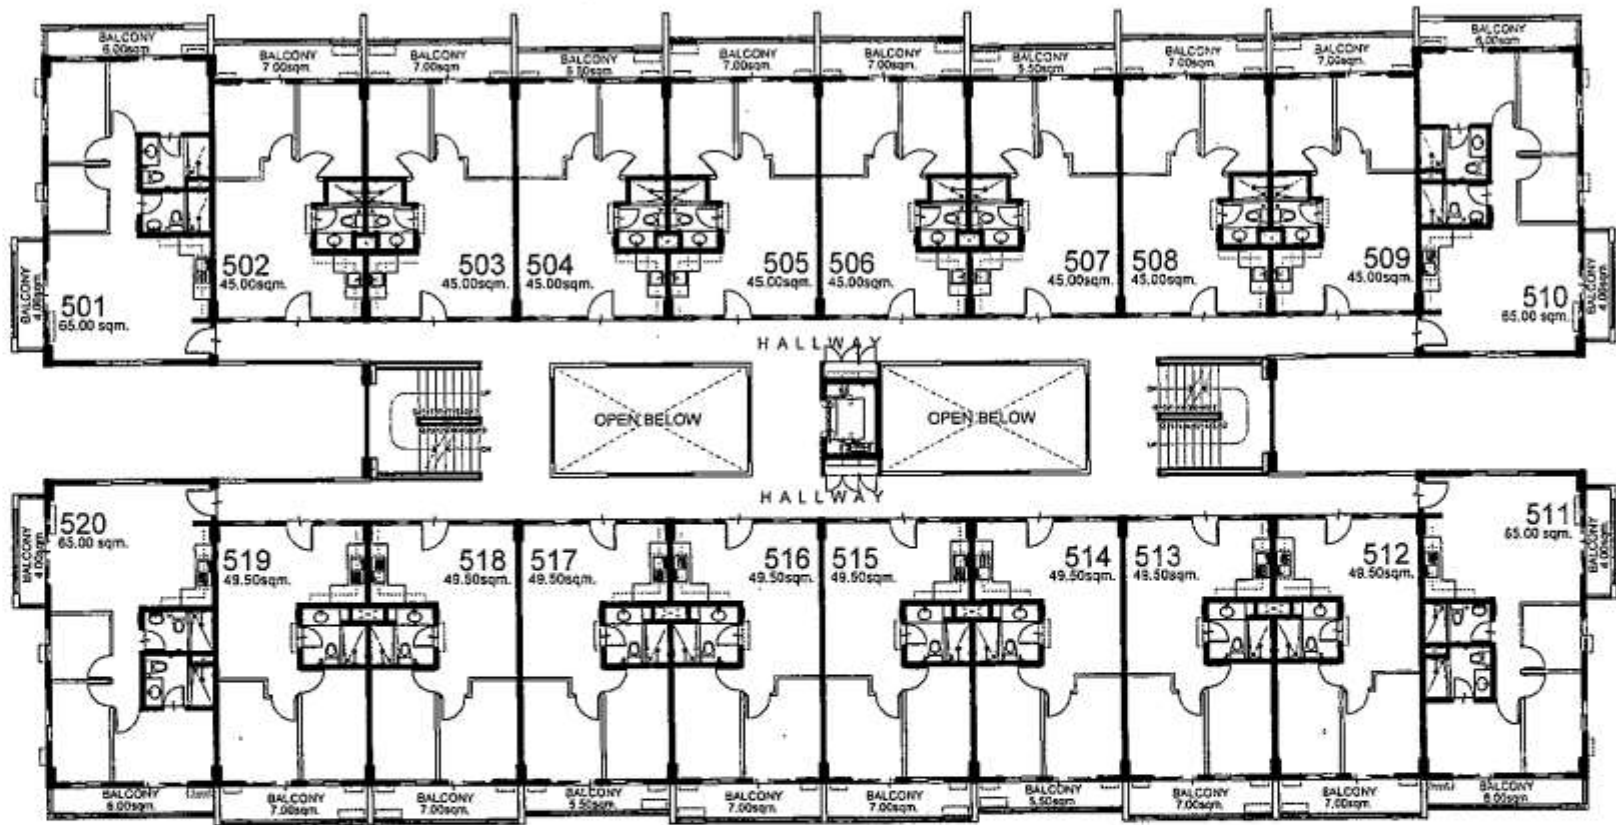 BALCONY
6.00sqm
BALCONY
7.00sqm.
BALCONY
7.00sqm.
BALCONY
5.50sqm.
BALCONY
7.00sqm.
BALCONY
7.00sqm.
BALCONY
5.50sqm
BALCONY
7.00sqm.
BALCONY
7.00sqm.
BALCONY
6.00sqm
BALCONY
4.00sqm
501
65.00 sqm.
502
45.00sqm.
503
45.00sqm.
504
45.00sqm.
505
45.00sqm.
506
45.00sqm.
507
45.00sqm.
508
45.00sqm.
509
45.00sqm.
510
65.00 sqm.
BALCONY
4.00sqm
HALLWAY
UP
DN
OPEN BELOW
OPEN BELOW
DN
UP
HALLWAY
BALCONY
4.00sqm
520
65.00 sqm.
519
49.50sqm.
518
49.50sqm.
517
49.50sqm.
516
49.50sqm.
515
49.50sqm.
514
49.50sqm.
513
49.50sqm.
512
49.50sqm.
511
65.00 sqm.
BALCONY
4.00sqm
BALCONY
6.00sqm.
BALCONY
7.00sqm.
BALCONY
7.00sqm.
BALCONY
5.50sqm.
BALCONY
7.00sqm.
BALCONY
7.00sqm.
BALCONY
5.50sqm
BALCONY
7.00sqm.
BALCONY
7.00sqm.
BALCONY
6.00sqm.